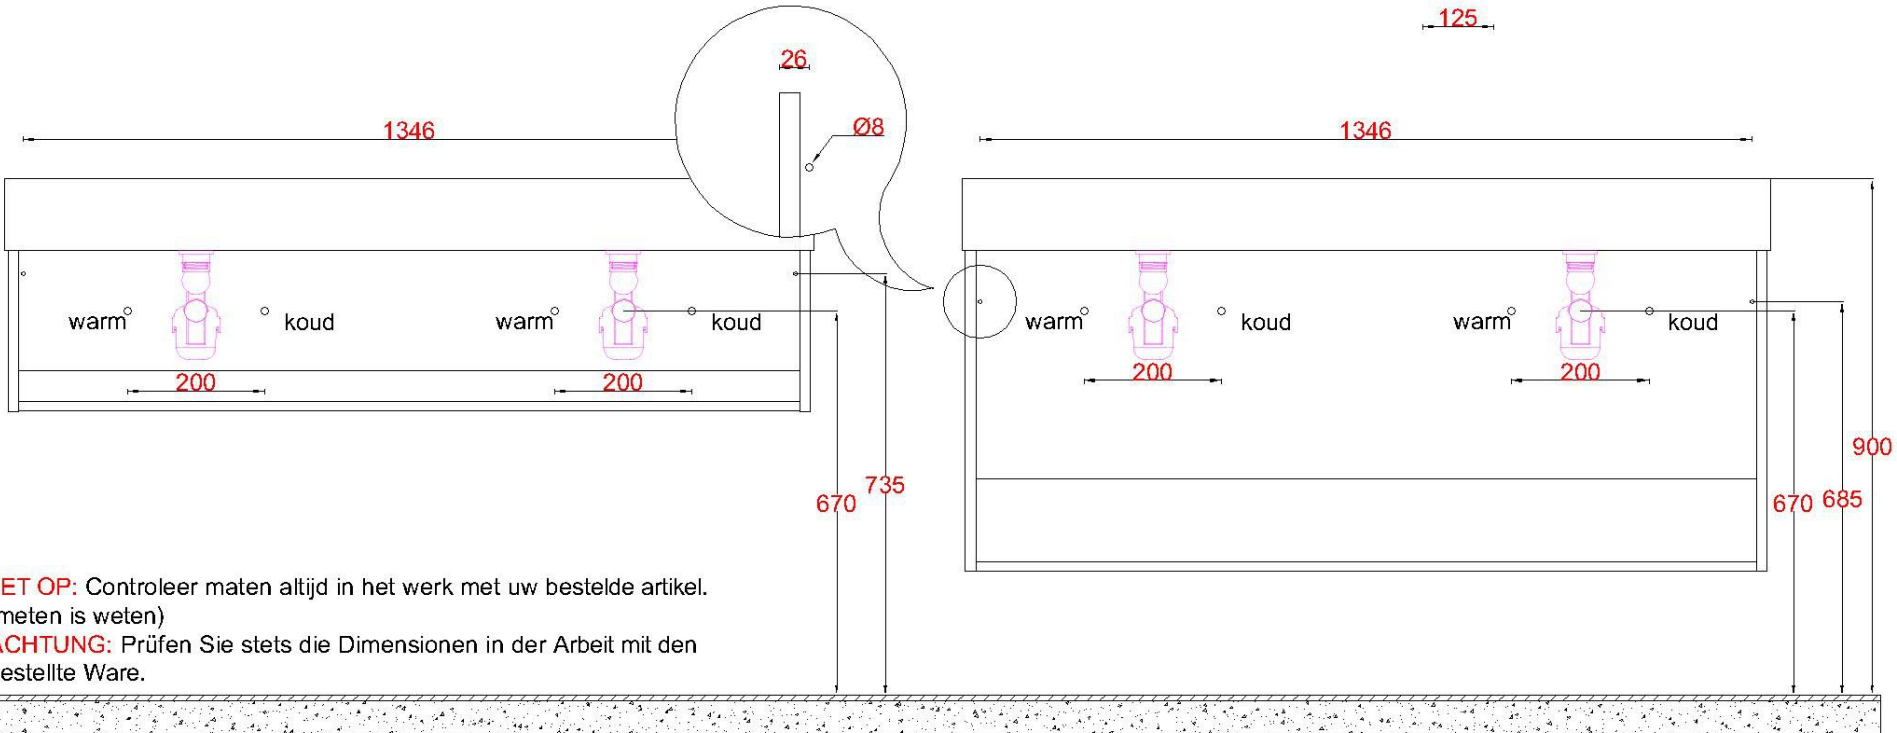 125
26
1346
Ø8
1346
warm
koud
warm
koud
warm
koud
warm
koud
200
200
200
200
900
735
670
670
685
ET OP: Controleer maten altijd in het werk met uw bestelde artikel.
meten is weten)
ACHTUNG: Prüfen Sie stets die Dimensionen in der Arbeit mit den
estellte Ware.